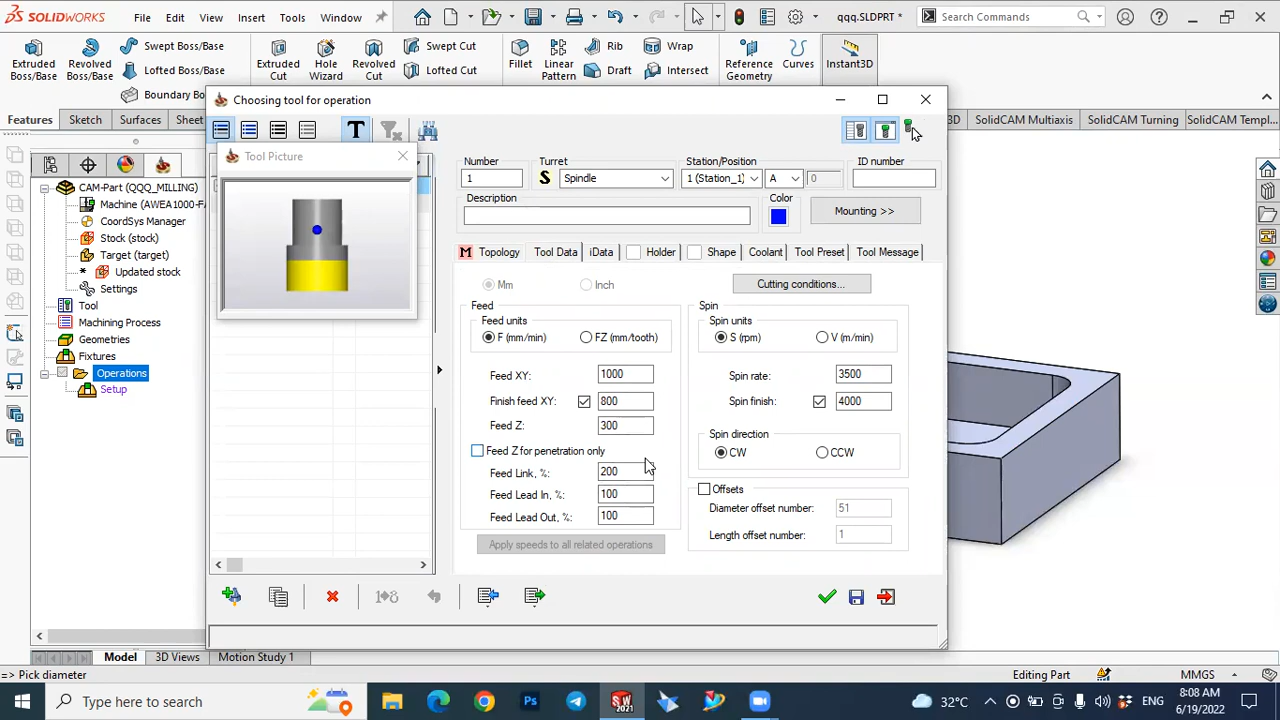 SOLIDWORKS File Edit View Insert Tools Window qqq.SLDPRT * Search Commands
Extruded Boss/Base
Revolved Boss/Base
Swept Boss/Base
Lofted Boss/Base
Boundary Bo
Extruded Cut
Hole Wizard
Revolved Cut
Swept Cut
Lofted Cut
Fillet
Linear Pattern
Rib
Draft
Wrap
Intersect
Reference Geometry
Curves
Instant3D
Features Sketch Surfaces Sheet
D SolidCAM Multiaxis SolidCAM Turning SolidCAM Templ...
Choosing tool for operation
T
Tool Picture
CAM-Part (QQQ_MILLING)
Machine (AWEA1000-FA
CoordSys Manager
Stock (stock)
Target (target)
* Updated stock
Settings
Tool
Machining Process
Geometries
Fixtures
Operations
Setup
Number Turret Station/Position ID number
1 S Spindle 1 (Station_1) A 0
Description Color
Mounting >>
M Topology Tool Data iData Holder Shape Coolant Tool Preset Tool Message
Mm Inch Cutting conditions...
Feed
Feed units
F (mm/min) FZ (mm/tooth)
Feed XY: 1000
Finish feed XY: 800
Feed Z: 300
Feed Z for penetration only
Feed Link, %: 200
Feed Lead In, %: 100
Feed Lead Out, %: 100
Apply speeds to all related operations
Spin
Spin units
S (rpm) V (m/min)
Spin rate: 3500
Spin finish: 4000
Spin direction
CW CCW
Offsets
Diameter offset number: 51
Length offset number: 1
Model 3D Views Motion Study 1
=> Pick diameter Editing Part MMGS
Type here to search
Ps
SW
2021
32°C
ENG
8:08 AM
6/19/2022